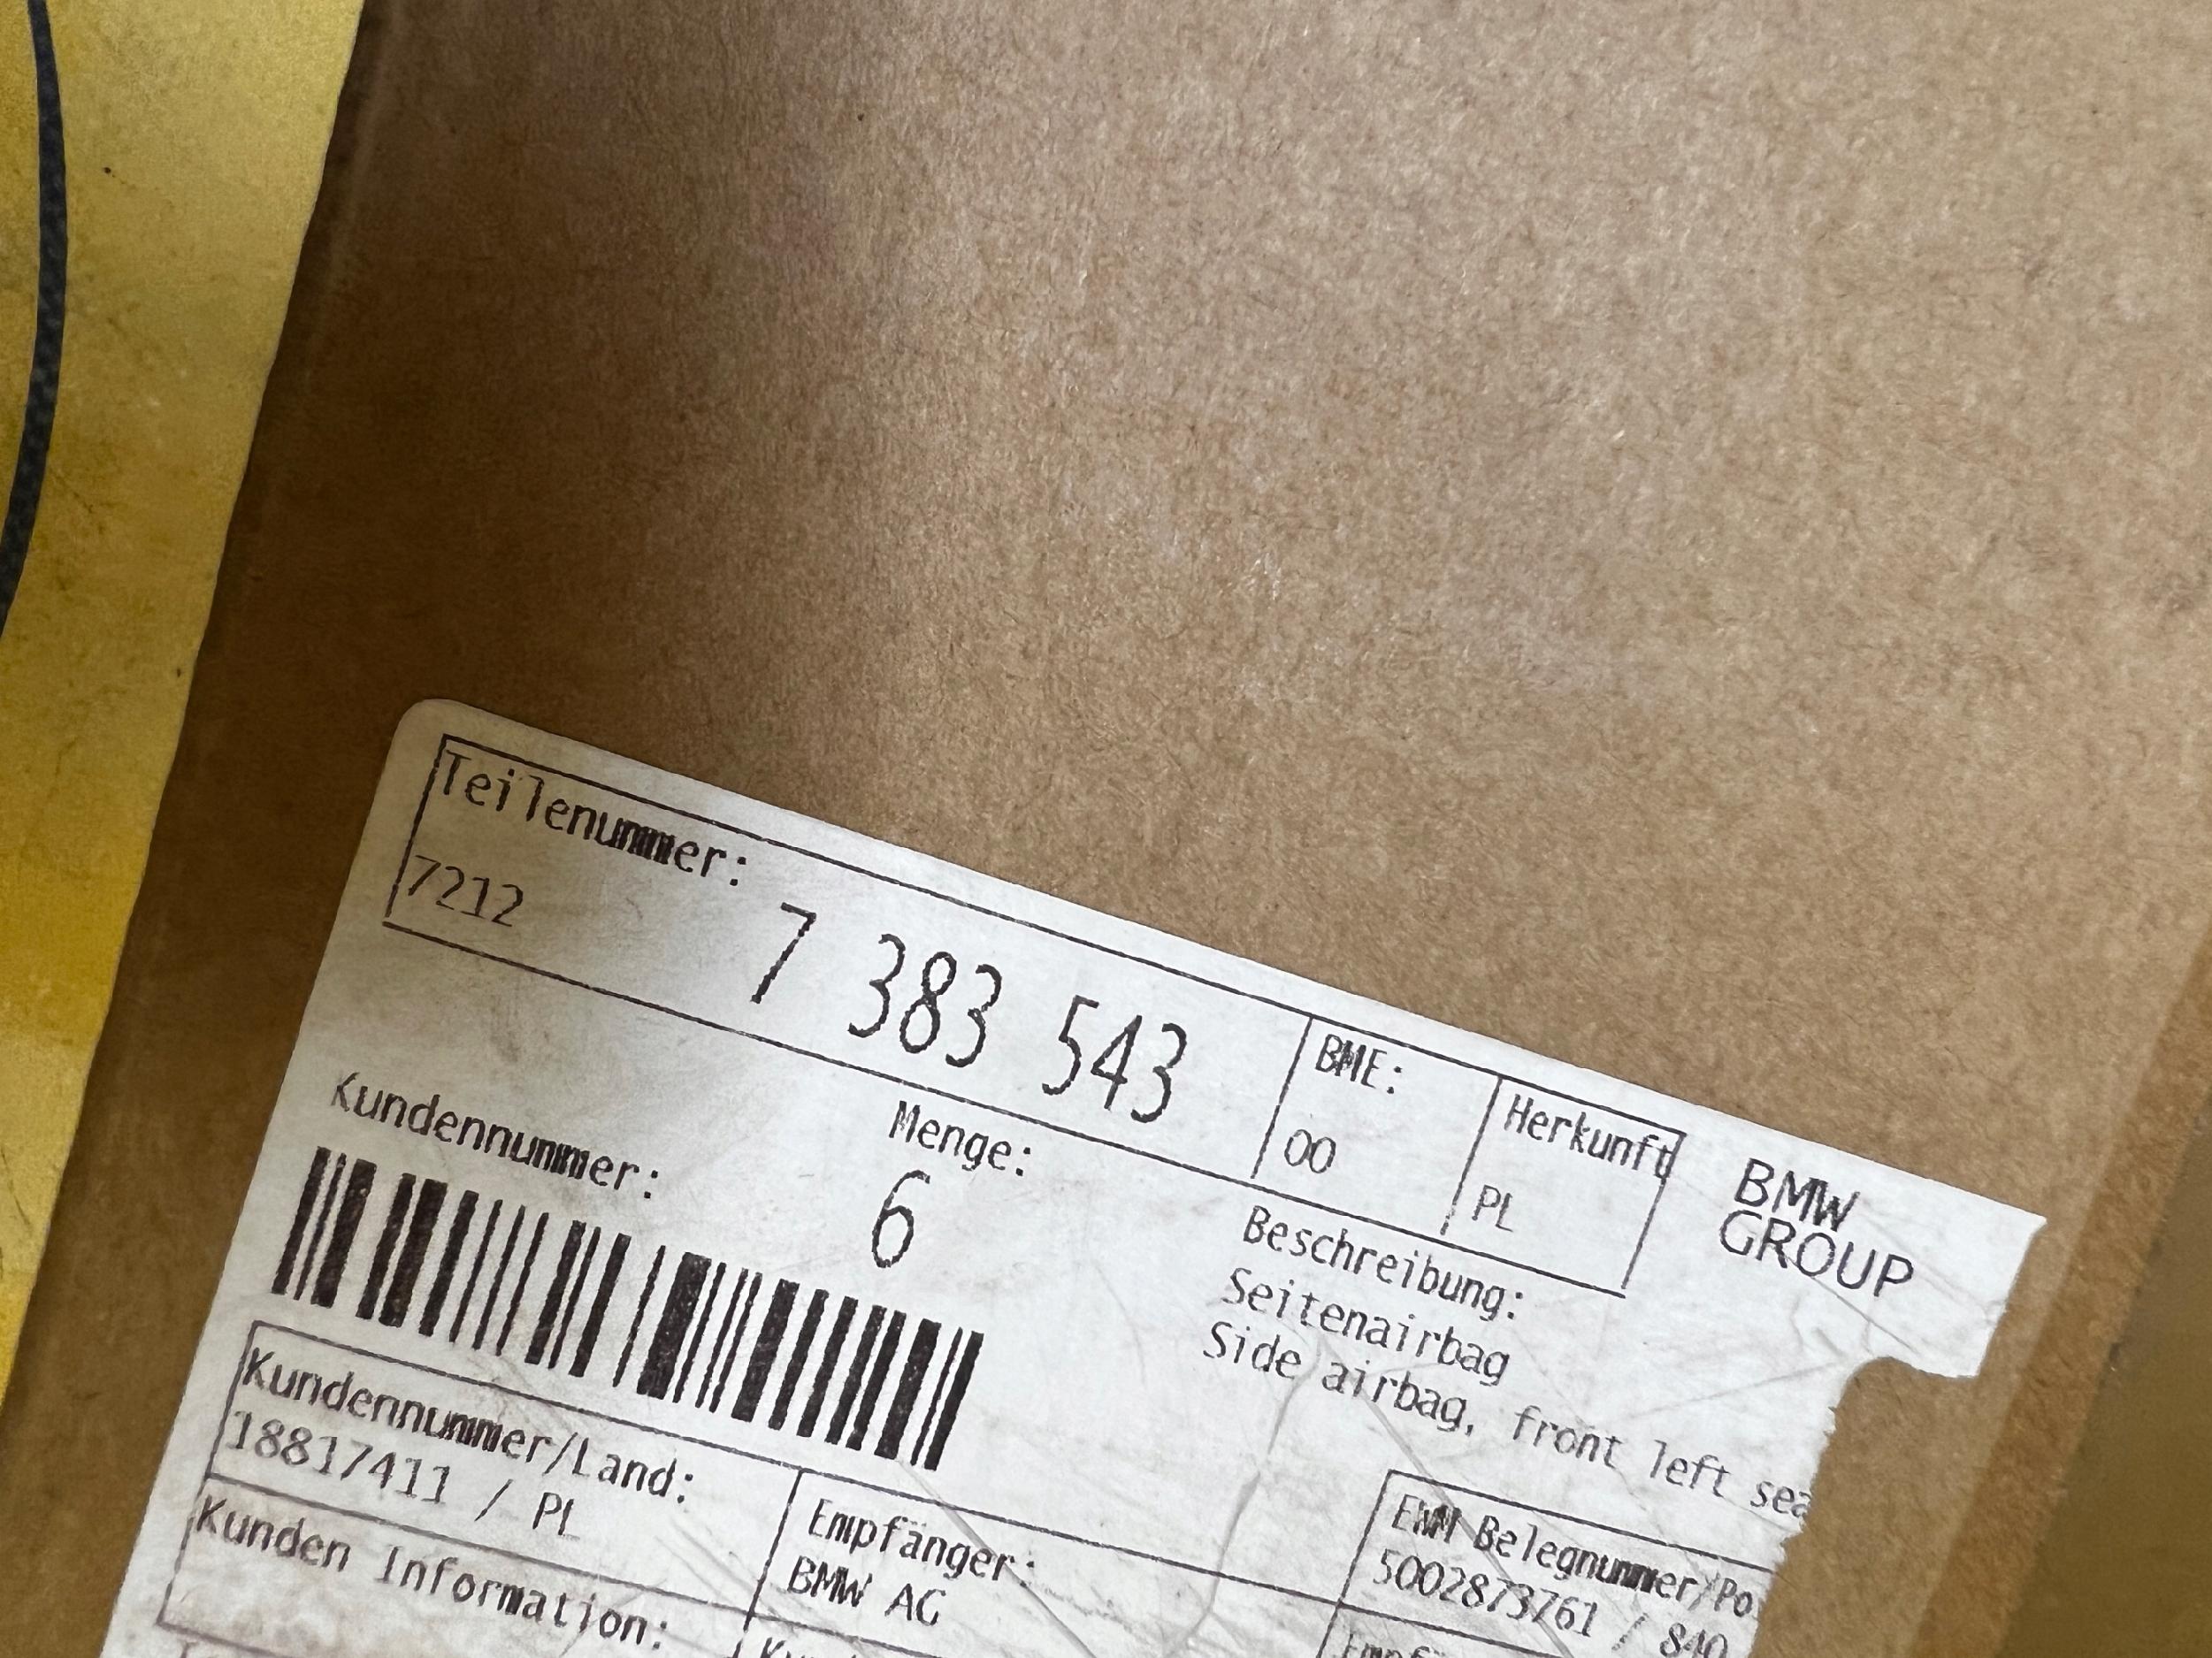 Teilenummer:
7212 7 383 543
BME:
00
Herkunft
PL
BMW
GROUP
Kundennummer:
Menge:
6
Beschreibung:
Seitenairbag
Side airbag, front left sea
Kundennummer/Land:
18817411 / PL
Empfänger:
BMW AG
EWM Belegnummer/Po
5002873761 / 840
Kunden Information: